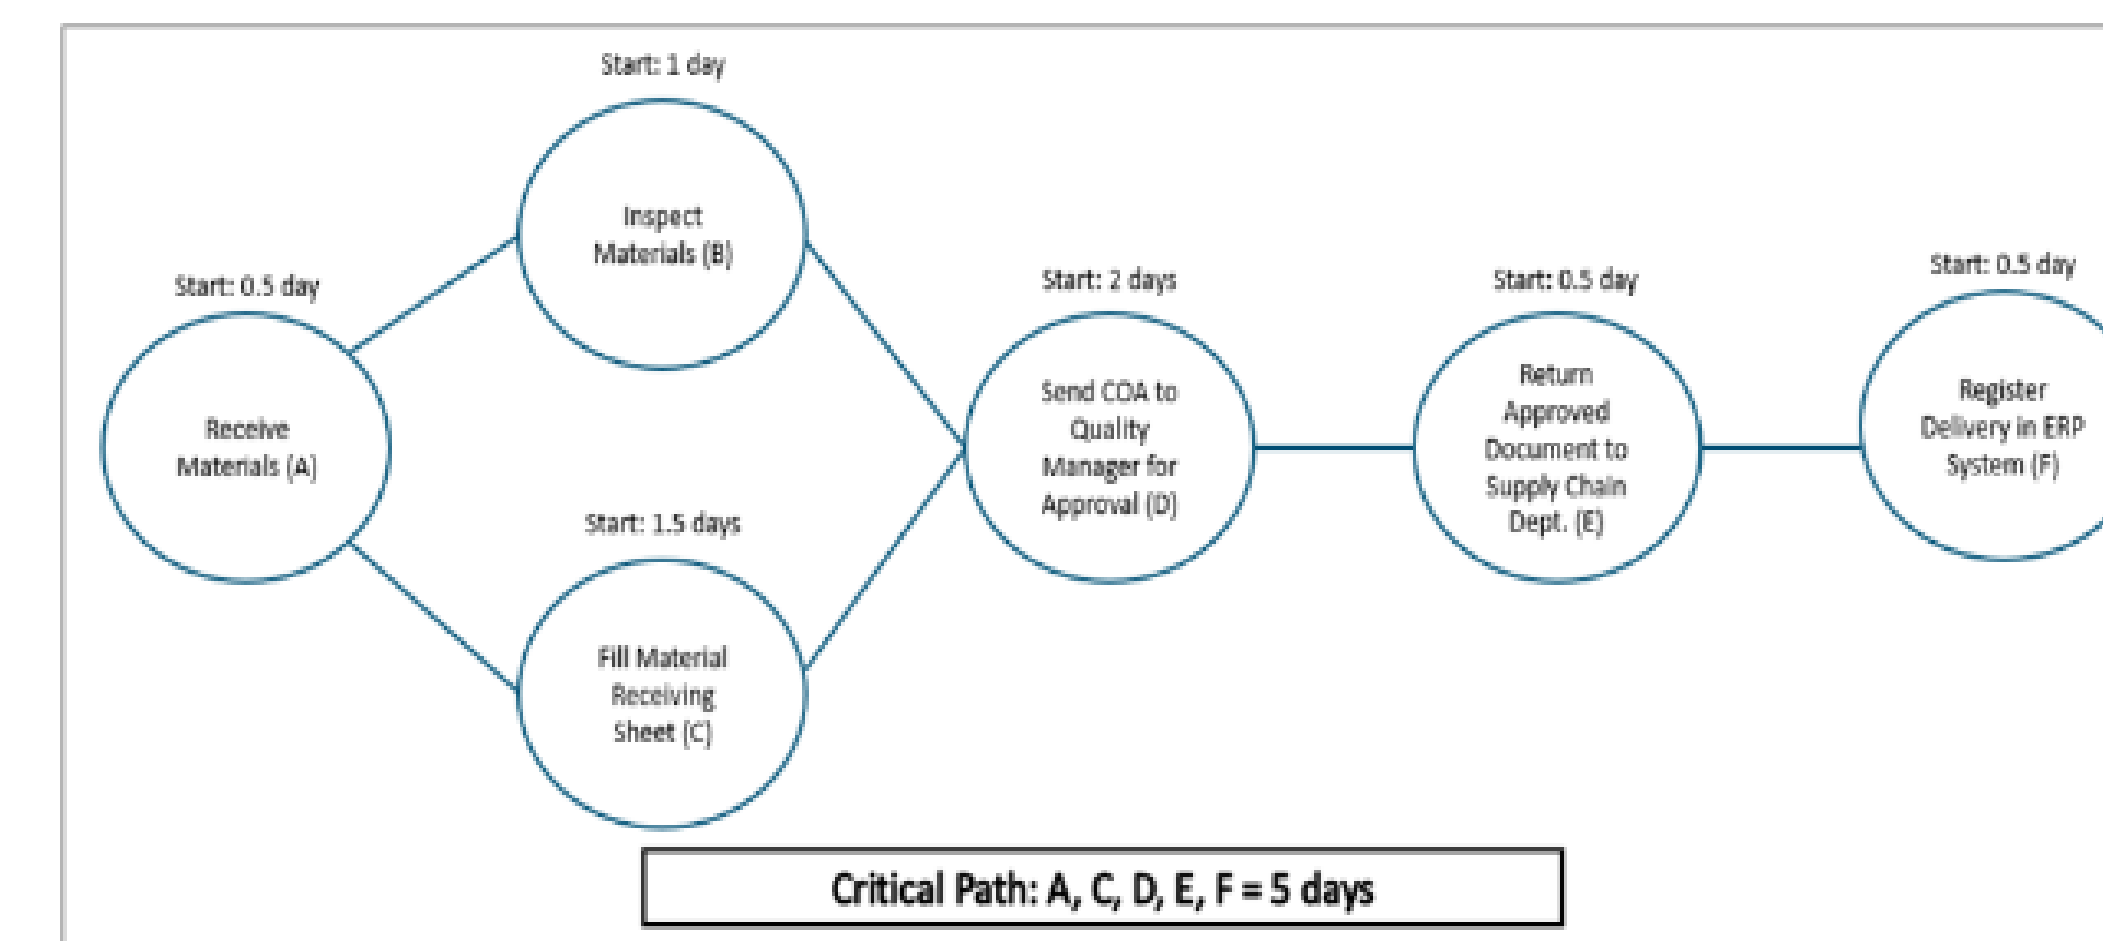 Start: 1 day
Inspect
Materials (B)
Start: 0.5 day
Receive
Materials (A)
Start: 1.5 days
Fill Material
Receiving
Sheet (C)
Start: 2 days
Send COA to
Quality
Manager for
Approval (D)
Start: 0.5 day
Return
Approved
Document to
Supply Chain
Dept. (E)
Start: 0.5 day
Register
Delivery in ERP
System (F)
Critical Path: A, C, D, E, F = 5 days